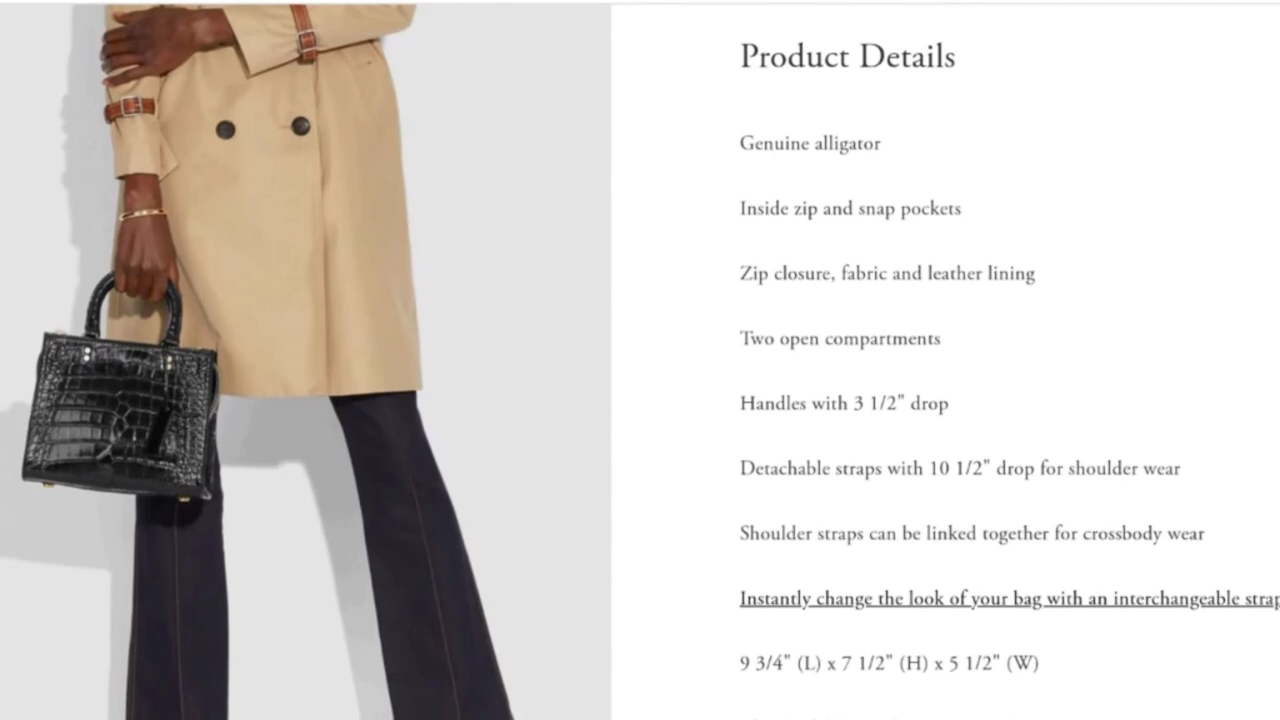 Product Details
Genuine alligator
Inside zip and snap pockets
Zip closure, fabric and leather lining
Two open compartments
Handles with 3 1/2" drop
Detachable straps with 10 1/2" drop for shoulder wear
Shoulder straps can be linked together for crossbody wear
Instantly change the look of your bag with an interchangeable strap
9 3/4" (L) x 7 1/2" (H) x 5 1/2" (W)